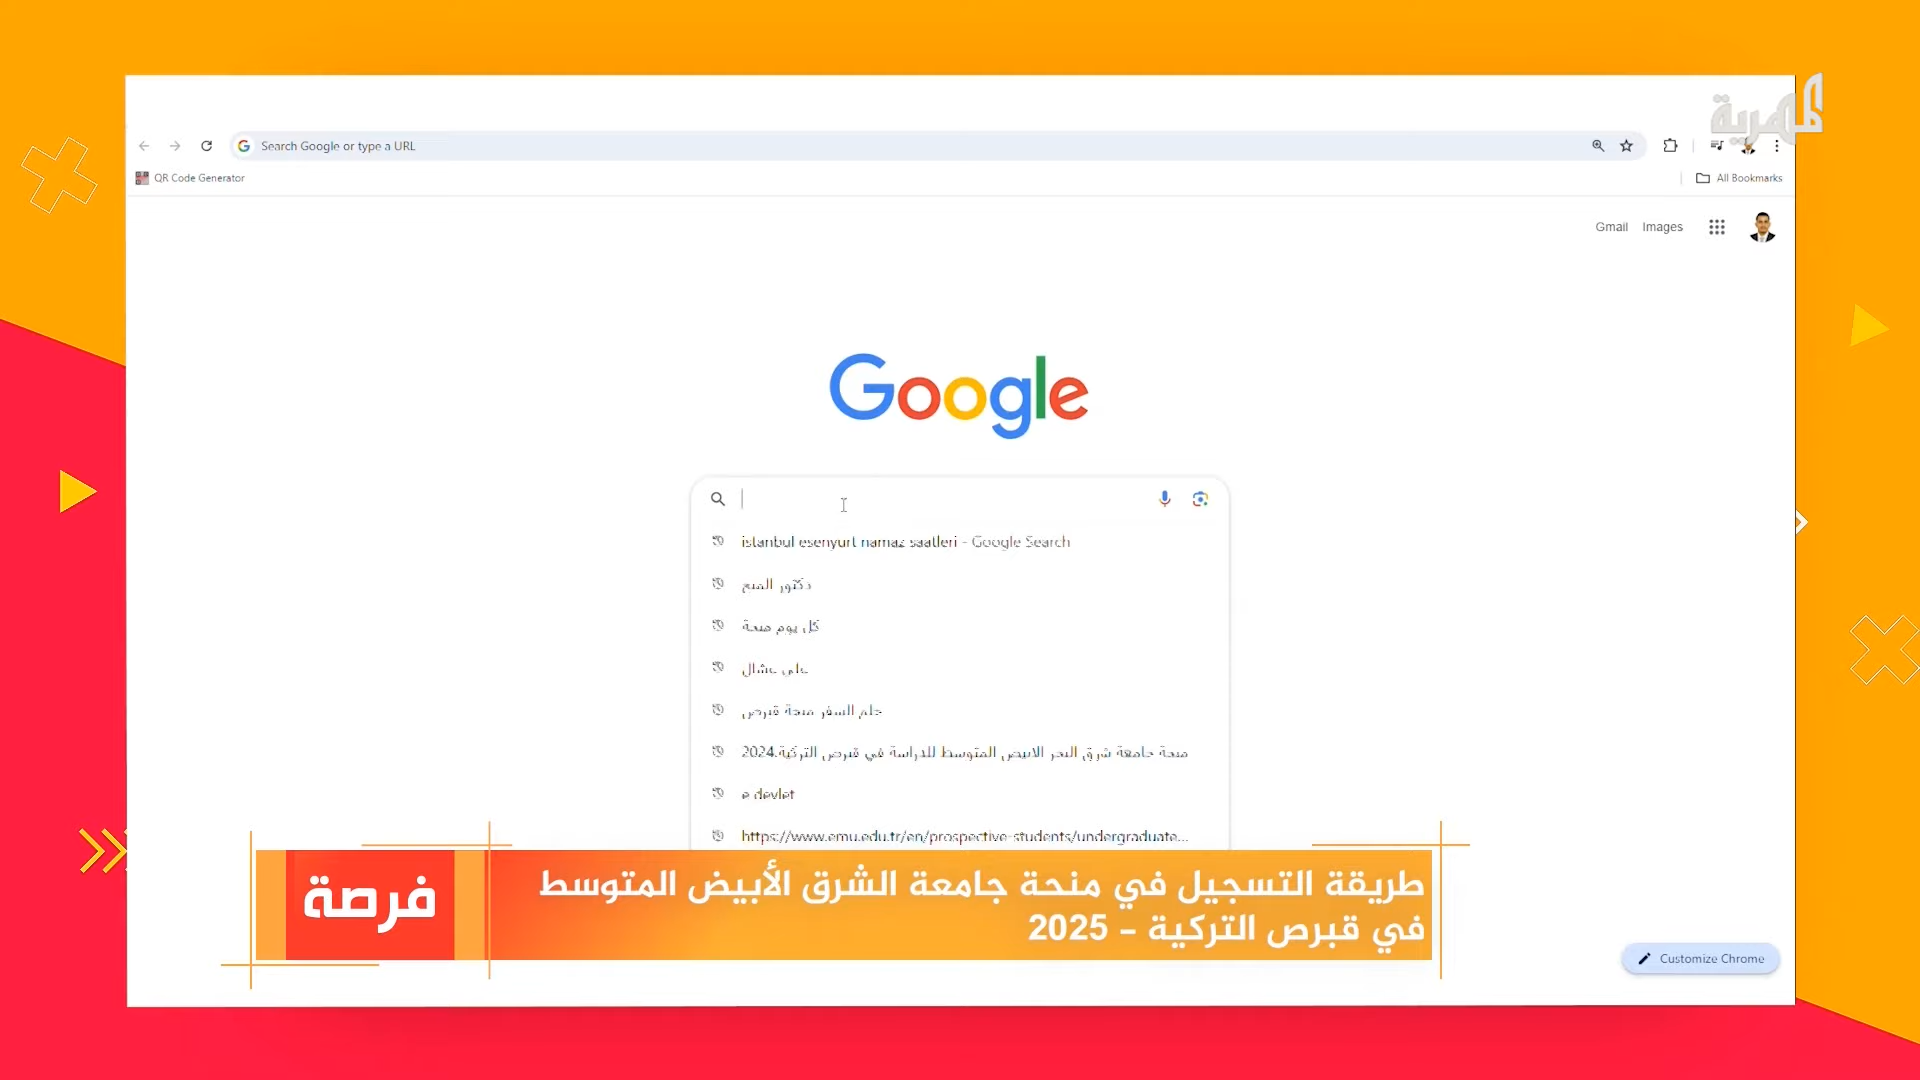 المهرية
Search Google or type a URL
QR Code Generator
All Bookmarks
Gmail
Images
Google
istanbul esenyurt namaz saatleri - Google Search
دكتور المنح
كل يوم منحة
علي عشال
حلم السفر منحة قبرص
منحة جامعة شرق البحر الابيض المتوسط للدراسة في قبرص التركية.2024
e devlet
https://www.emu.edu.tr/en/prospective-students/undergraduate...
فرصة
طريقة التسجيل في منحة جامعة الشرق الأبيض المتوسط
في قبرص التركية - 2025
Customize Chrome